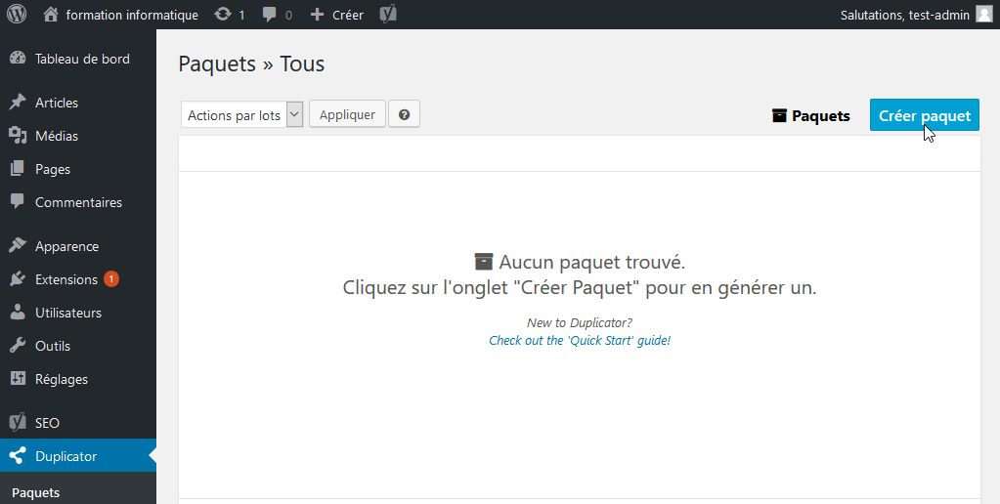 formation informatique
1
0
Créer
Salutations, test-admin
Tableau de bord
Articles
Médias
Pages
Commentaires
Apparence
Extensions 1
Utilisateurs
Outils
Réglages
SEO
Duplicator
Paquets
Paquets » Tous
Actions par lots
Appliquer
?
Paquets
Créer paquet
Aucun paquet trouvé.
Cliquez sur l'onglet "Créer Paquet" pour en générer un.
New to Duplicator?
Check out the 'Quick Start' guide!